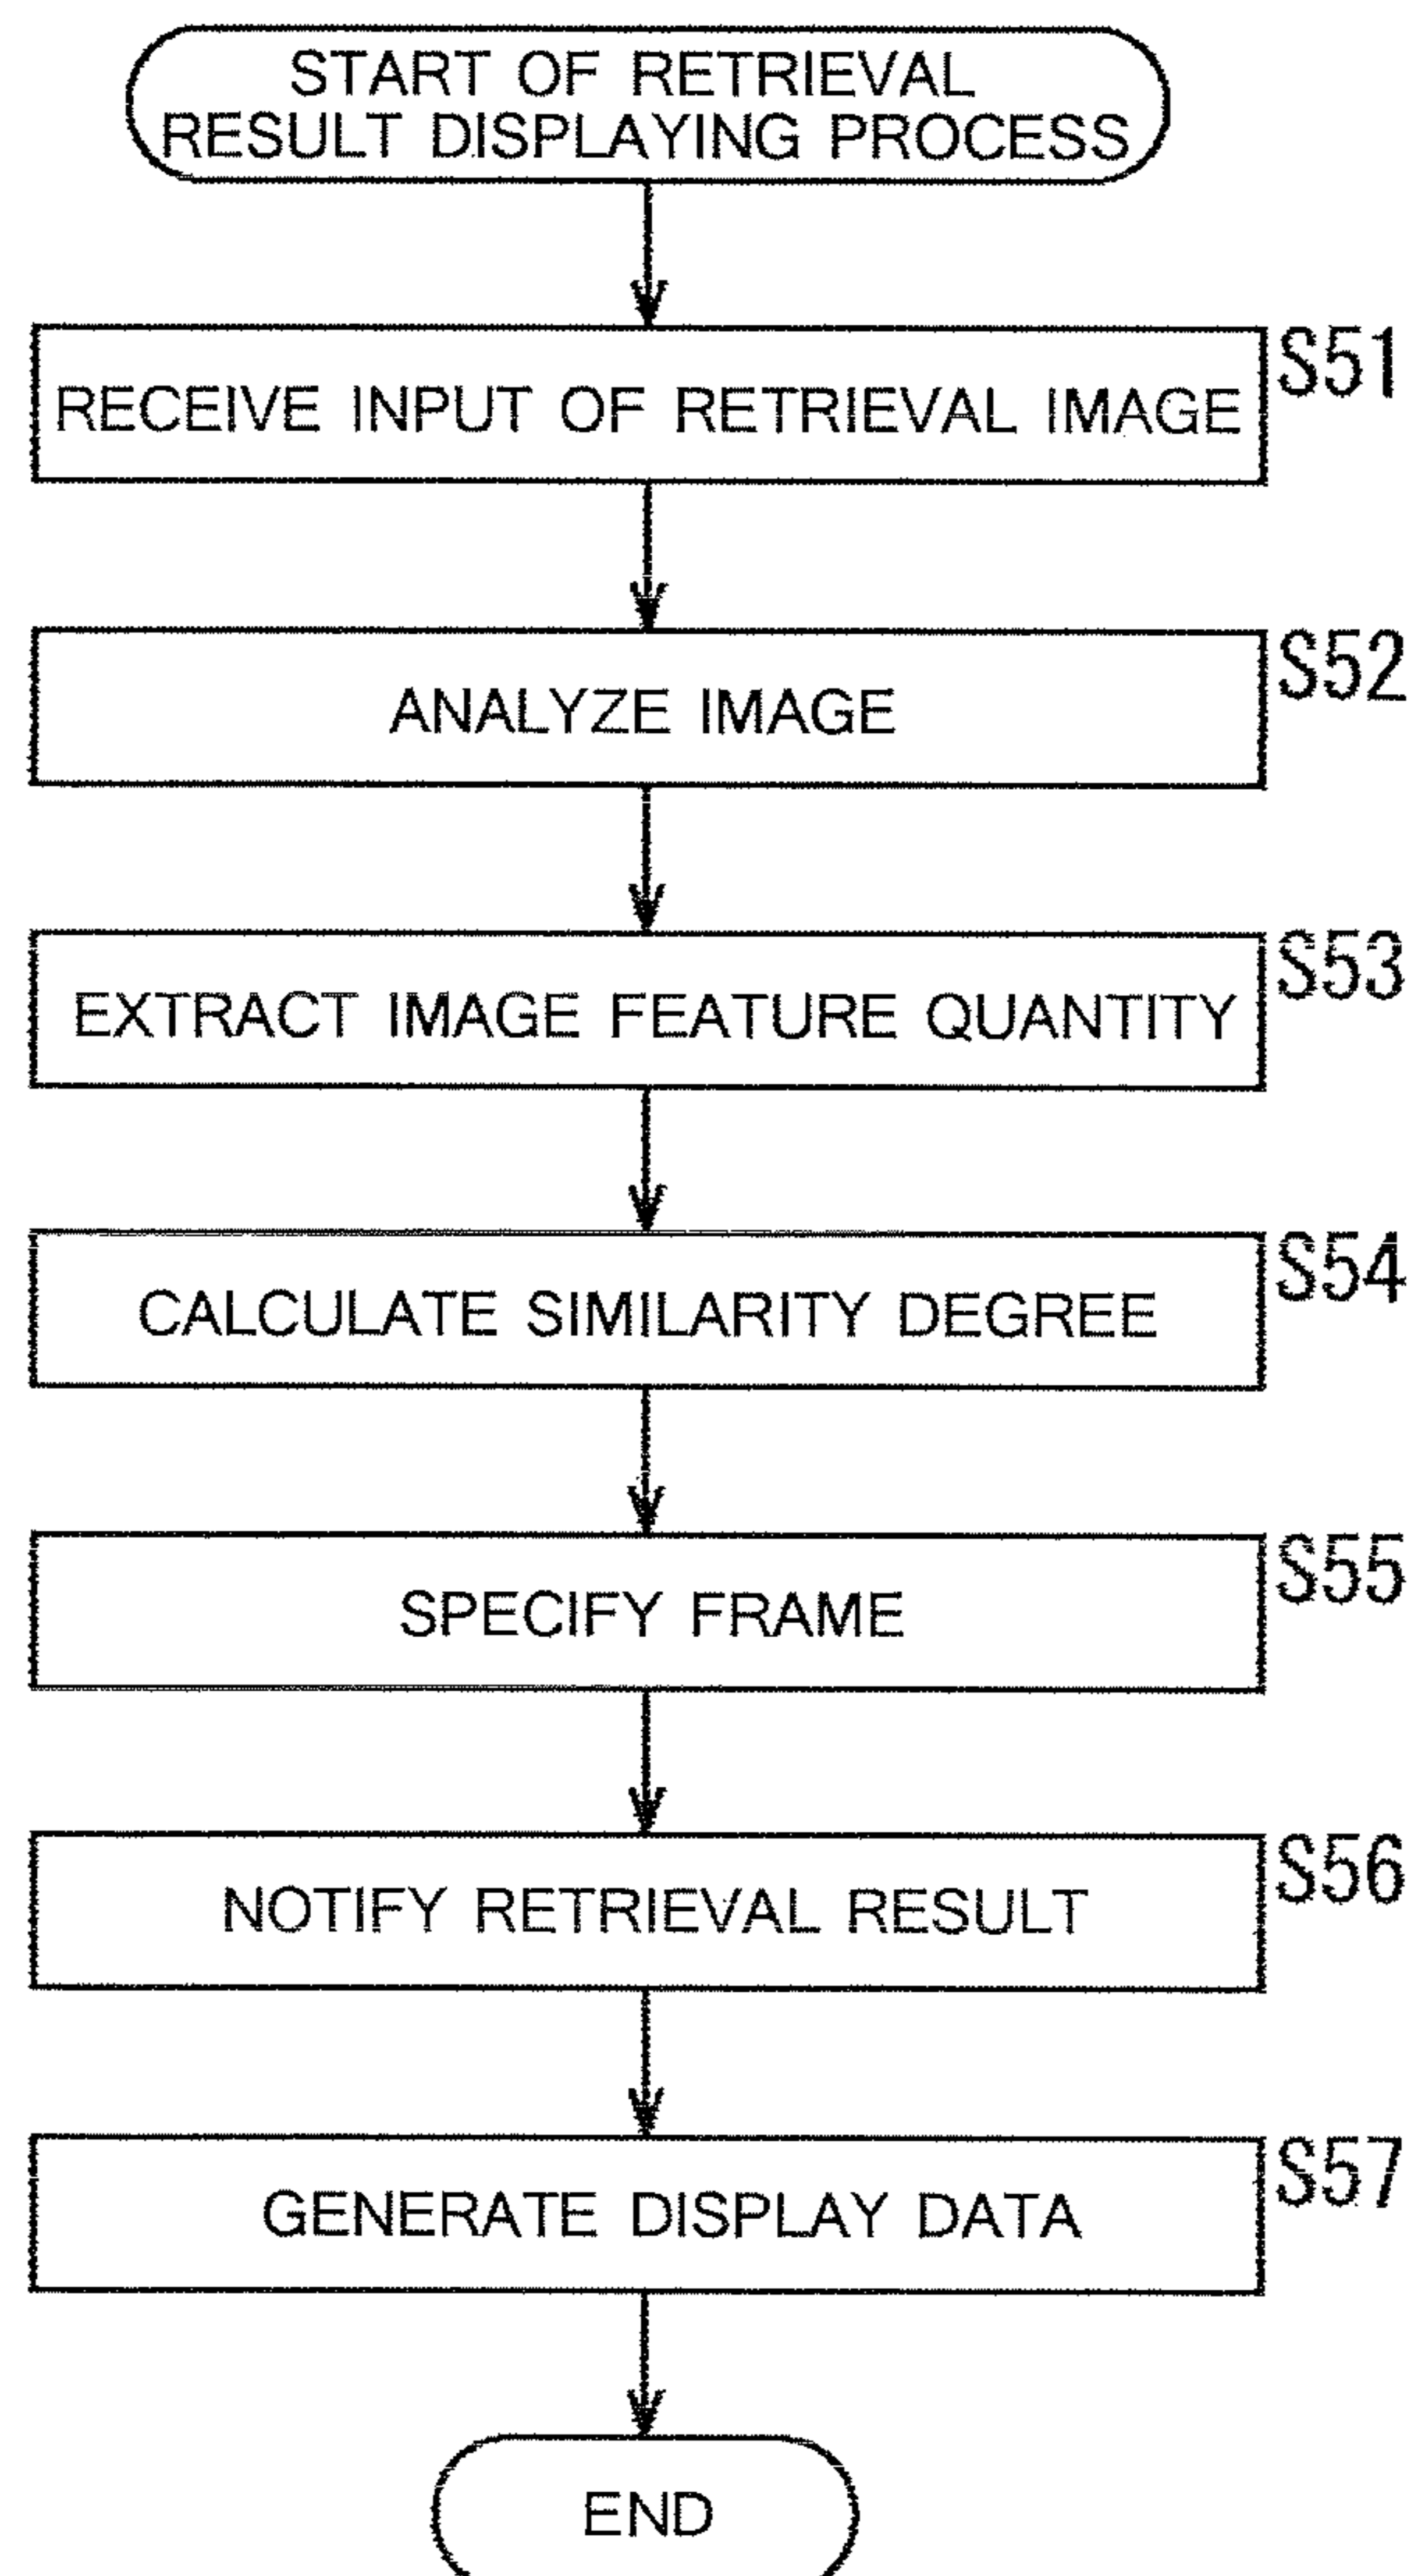 START OF RETRIEVAL
RESULT DISPLAYING PROCESS
S51
RECEIVE INPUT OF RETRIEVAL IMAGE
S52
ANALYZE IMAGE
S53
EXTRACT IMAGE FEATURE QUANTITY
S54
CALCULATE SIMILARITY DEGREE
S55
SPECIFY FRAME
S56
NOTIFY RETRIEVAL RESULT
S57
GENERATE DISPLAY DATA
END